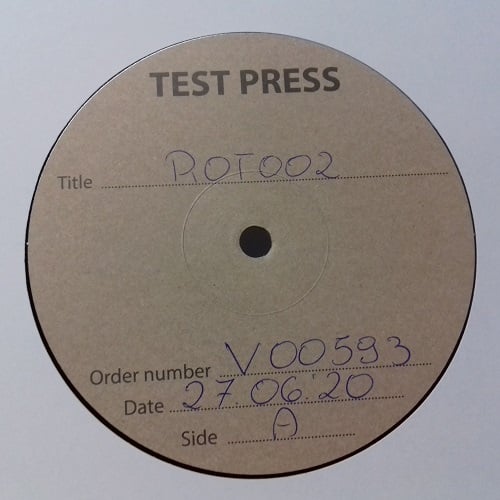 TEST PRESS
Title ROT002
Order number V00593
Date 27.06.20
Side A